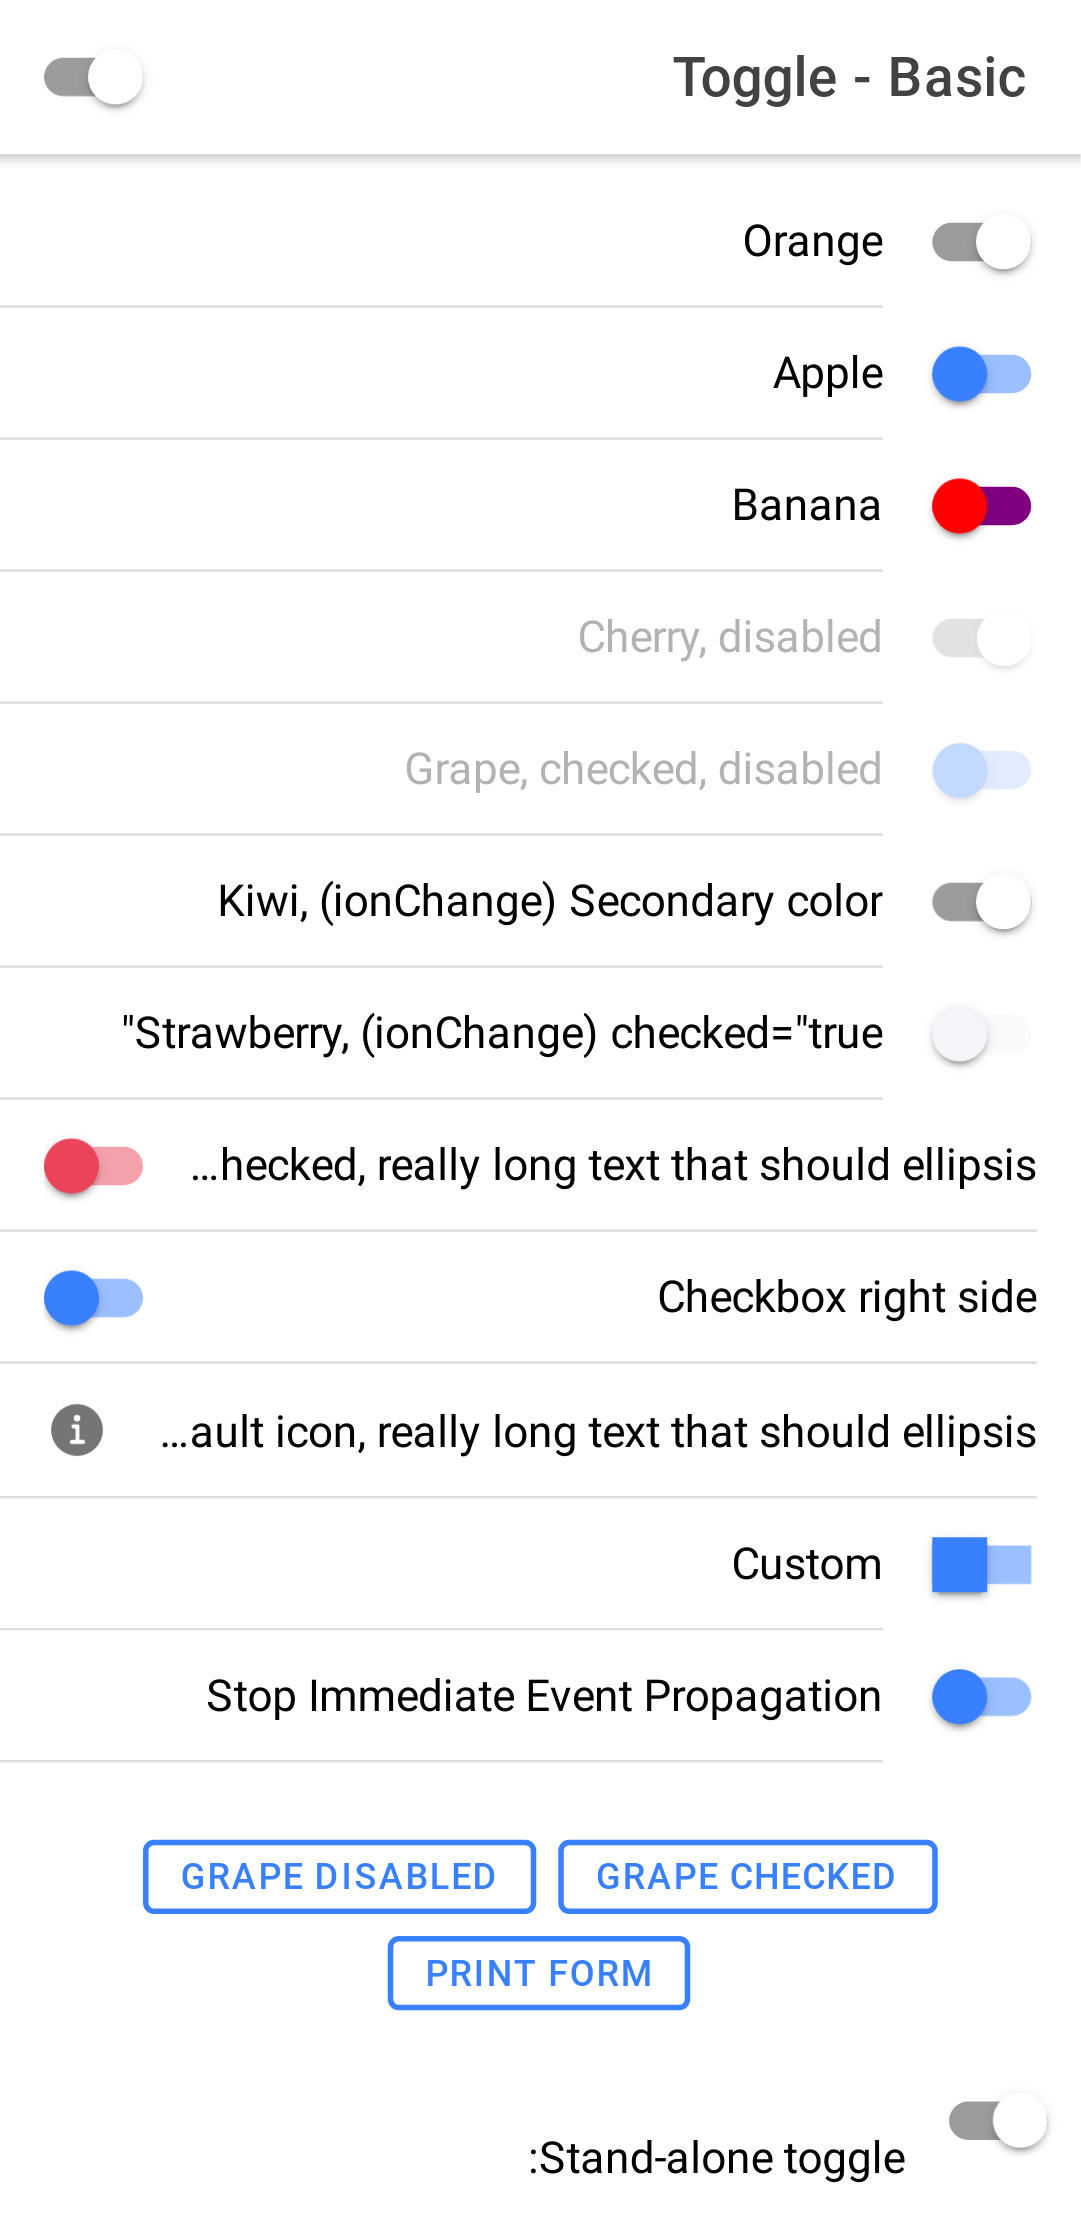 Toggle - Basic
Orange
Apple
Banana
Cherry, disabled
Grape, checked, disabled
Kiwi, (ionChange) Secondary color
"Strawberry, (ionChange) checked="true
...hecked, really long text that should ellipsis
Checkbox right side
...ault icon, really long text that should ellipsis
Custom
Stop Immediate Event Propagation
GRAPE DISABLED GRAPE CHECKED
PRINT FORM
:Stand-alone toggle